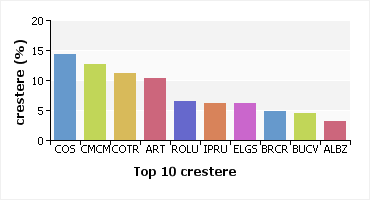 crestere (%)
20
15
10
5
0
COS CMCM COTR ART ROLU IPRU ELGS BRCR BUCV ALBZ
Top 10 crestere